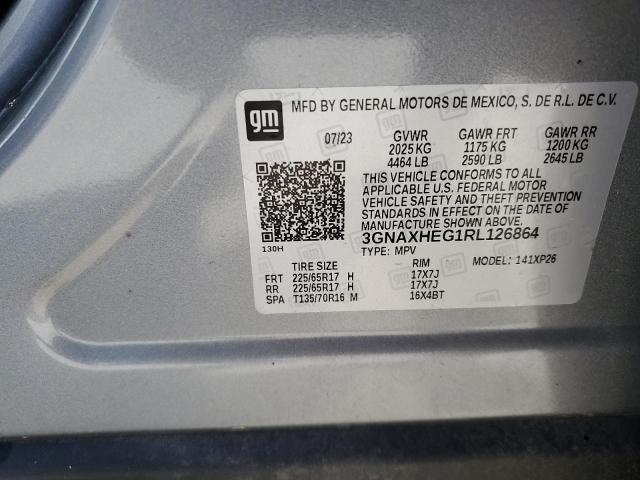 gm MFD BY GENERAL MOTORS DE MEXICO, S. DE R.L. DE C.V.
07/23 GVWR GAWR FRT GAWR RR
2025 KG 1175 KG 1200 KG
4464 LB 2590 LB 2645 LB
THIS VEHICLE CONFORMS TO ALL
APPLICABLE U.S. FEDERAL MOTOR
VEHICLE SAFETY AND THEFT PREVENTION
STANDARDS IN EFFECT ON THE DATE OF
MANUFACTURE SHOWN ABOVE.
3GNAXHEG1RL126864
130H TYPE: MPV MODEL: 141XP26
TIRE SIZE RIM
FRT 225/65R17 H 17X7J
RR 225/65R17 H 17X7J
SPA T135/70R16 M 16X4BT